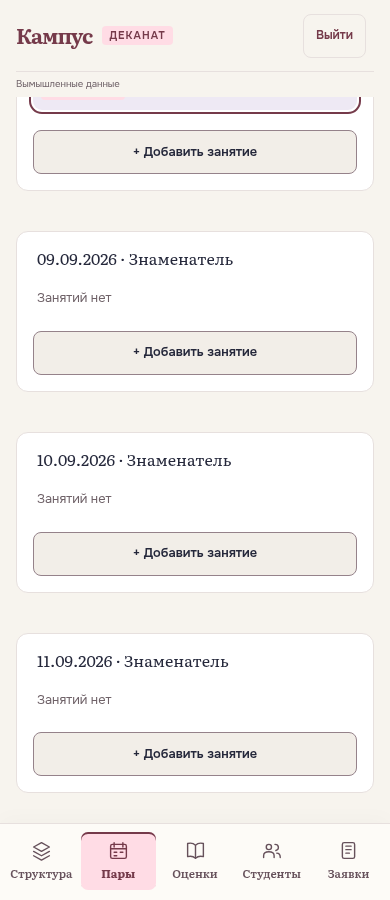 Кампус ДЕКАНАТ Выйти
Вымышленные данные
+ Добавить занятие
09.09.2026 · Знаменатель
Занятий нет
+ Добавить занятие
10.09.2026 · Знаменатель
Занятий нет
+ Добавить занятие
11.09.2026 · Знаменатель
Занятий нет
+ Добавить занятие
Структура Пары Оценки Студенты Заявки